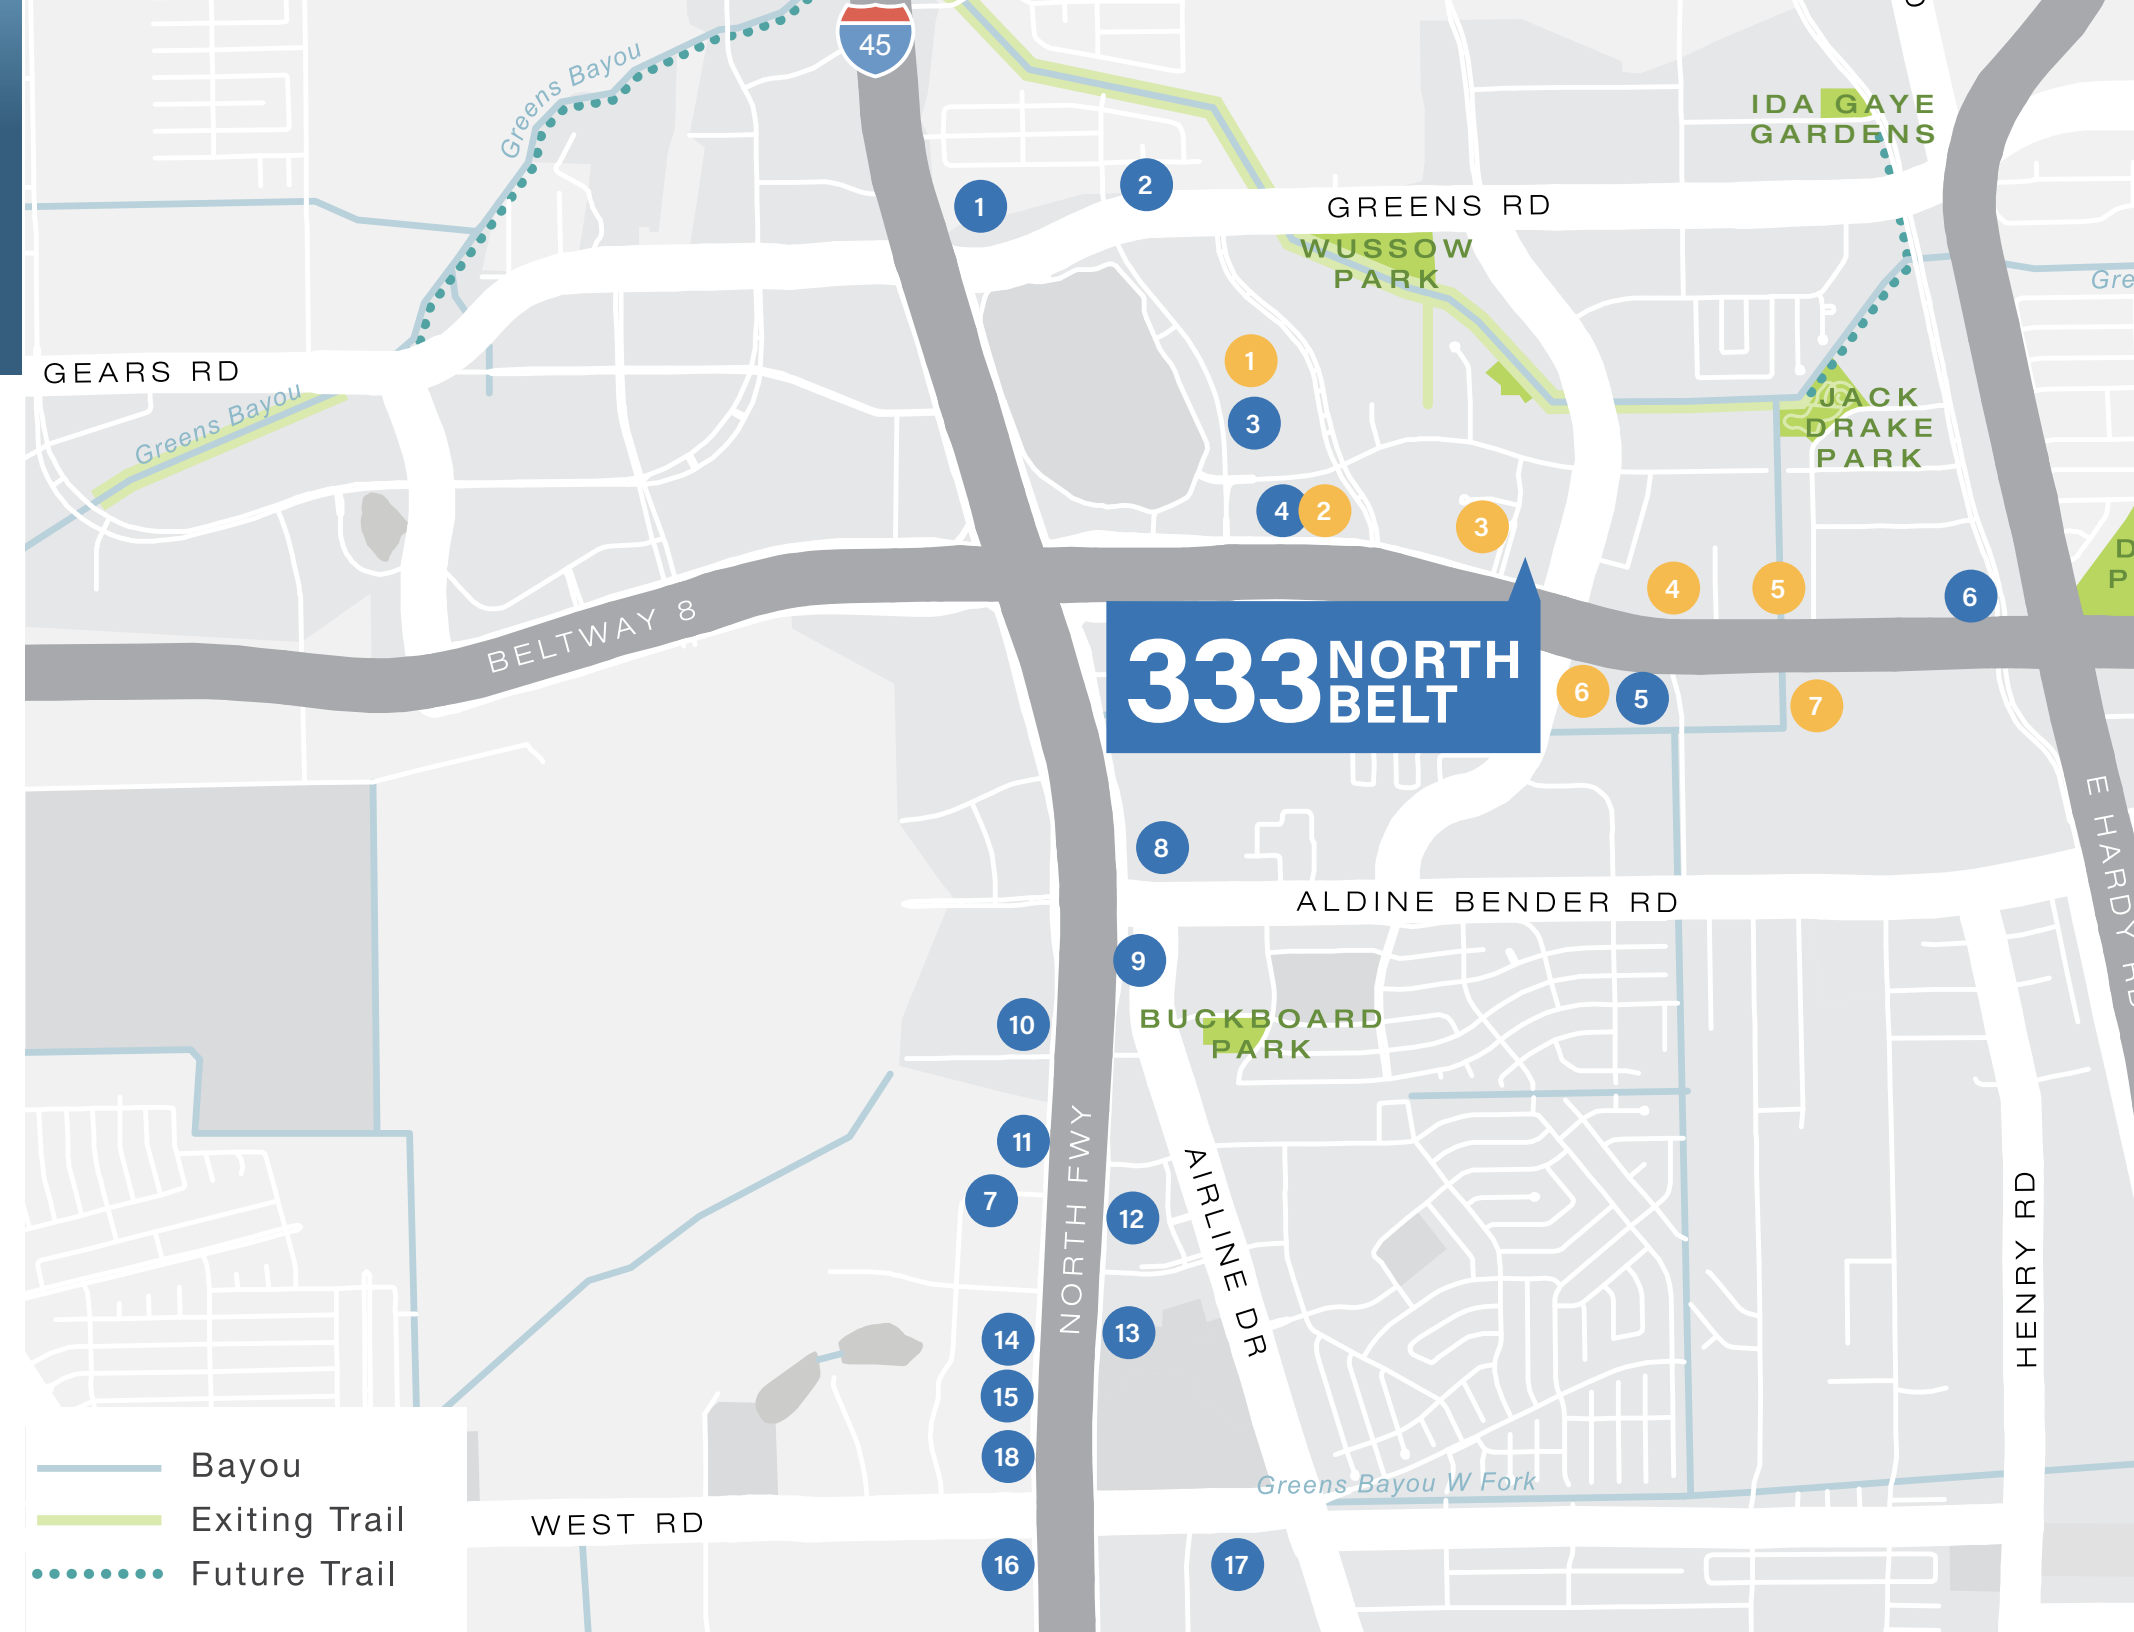 45
Greens Bayou
IDA GAYE
GARDENS
1
2
GREENS RD
WUSSOW
PARK
Gre
GEARS RD
Greens Bayou
1
3
JACK
DRAKE
PARK
4
2
3
D
P
4
5
6
BELTWAY 8
333 NORTH
BELT
6
5
7
E HARDY RD
8
ALDINE BENDER RD
9
10
BUCKBOARD
PARK
11
NORTH FWY
7
12
AIRLINE DR
HENRY RD
14
13
15
18
Greens Bayou W Fork
WEST RD
16
17
Bayou
Exiting Trail
Future Trail